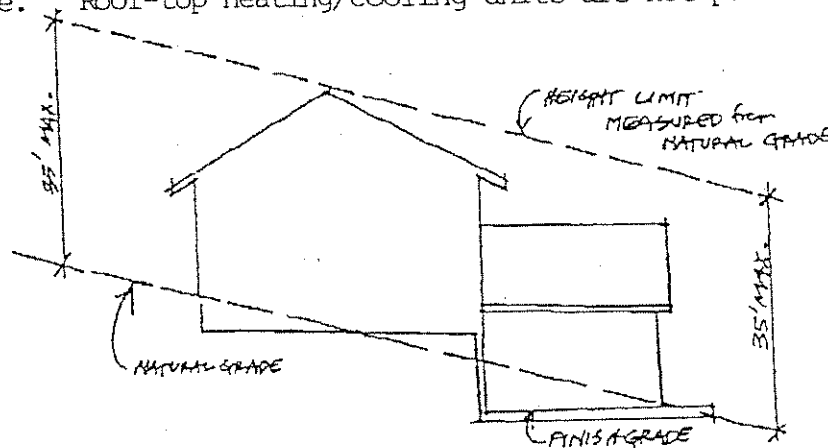 e. Roof-top heating/cooling units are not
35' MAX.
HEIGHT LIMIT
MEASURED from
NATURAL GRADE
35' MAX.
NATURAL GRADE
FINISH GRADE